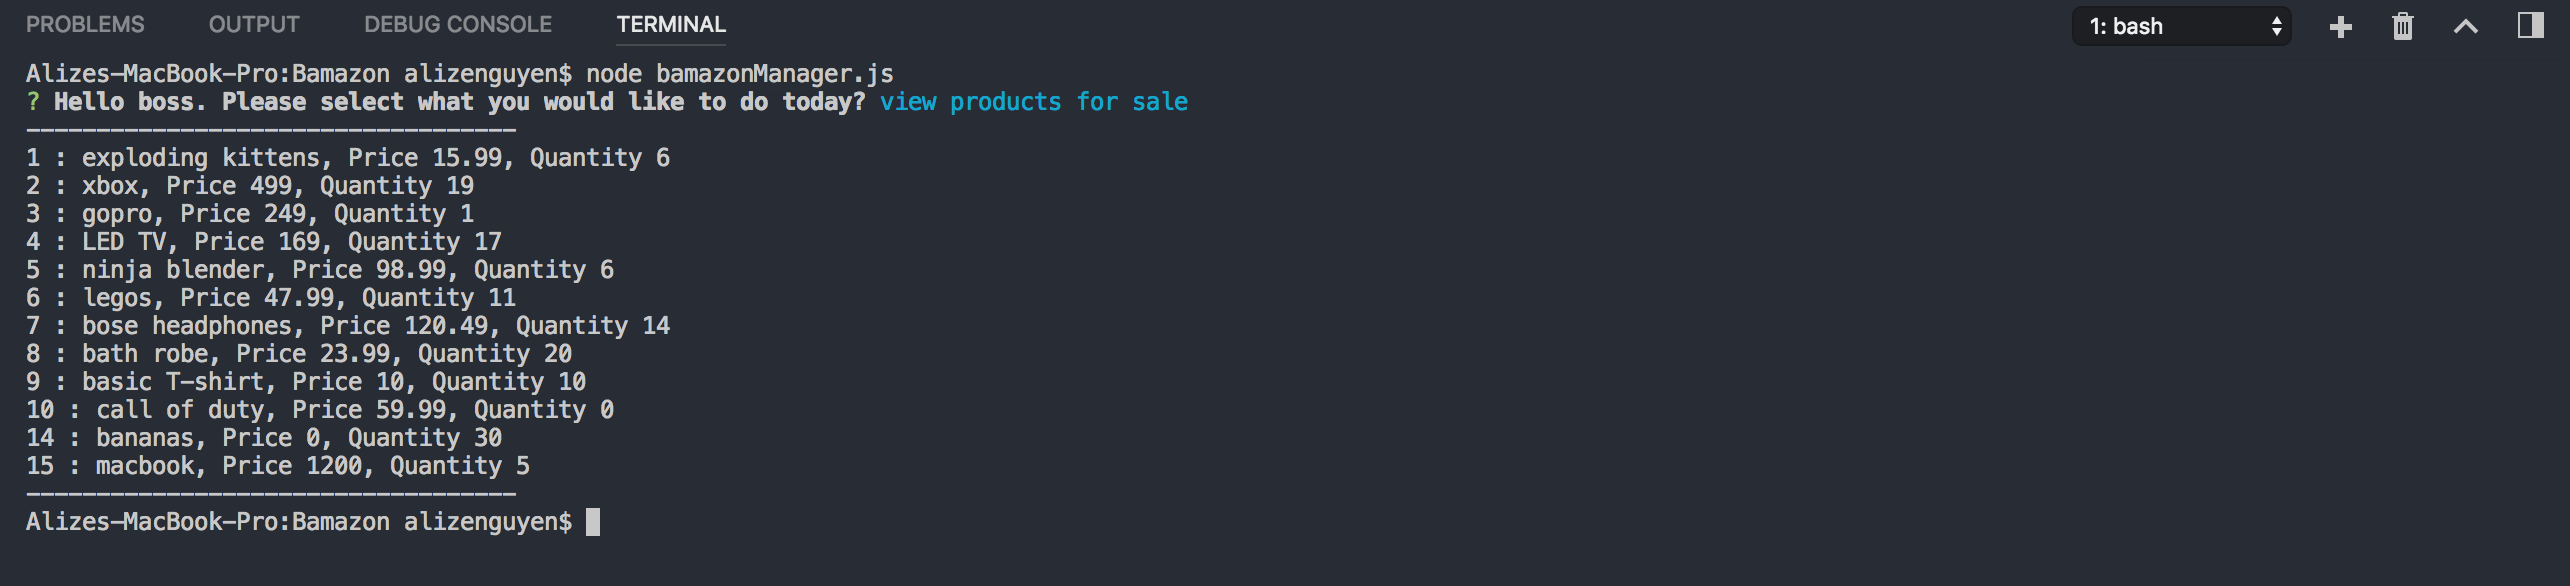 PROBLEMS OUTPUT DEBUG CONSOLE TERMINAL 1: bash
Alizes-MacBook-Pro:Bamazon alizenguyen$ node bamazonManager.js
? Hello boss. Please select what you would like to do today? view products for sale
-----------------------------------
1 : exploding kittens, Price 15.99, Quantity 6
2 : xbox, Price 499, Quantity 19
3 : gopro, Price 249, Quantity 1
4 : LED TV, Price 169, Quantity 17
5 : ninja blender, Price 98.99, Quantity 6
6 : legos, Price 47.99, Quantity 11
7 : bose headphones, Price 120.49, Quantity 14
8 : bath robe, Price 23.99, Quantity 20
9 : basic T-shirt, Price 10, Quantity 10
10 : call of duty, Price 59.99, Quantity 0
14 : bananas, Price 0, Quantity 30
15 : macbook, Price 1200, Quantity 5
-----------------------------------
Alizes-MacBook-Pro:Bamazon alizenguyen$